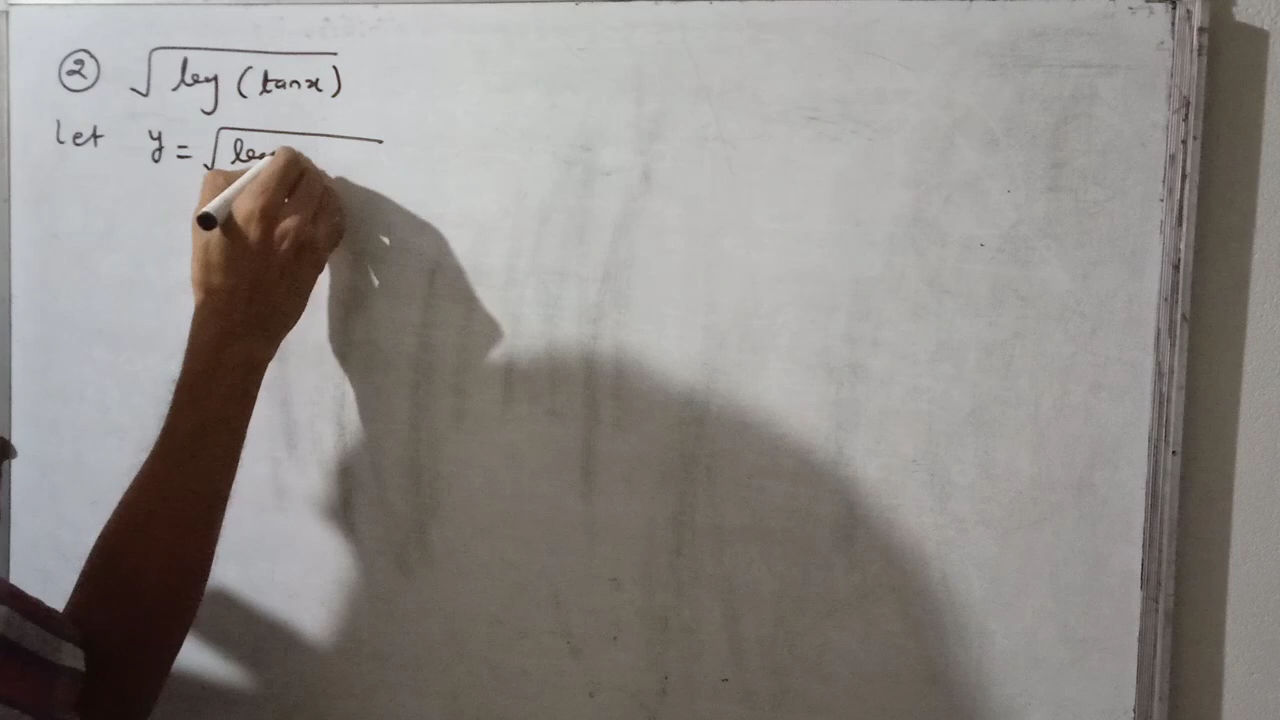 ② √log (tanx)
Let y = √log